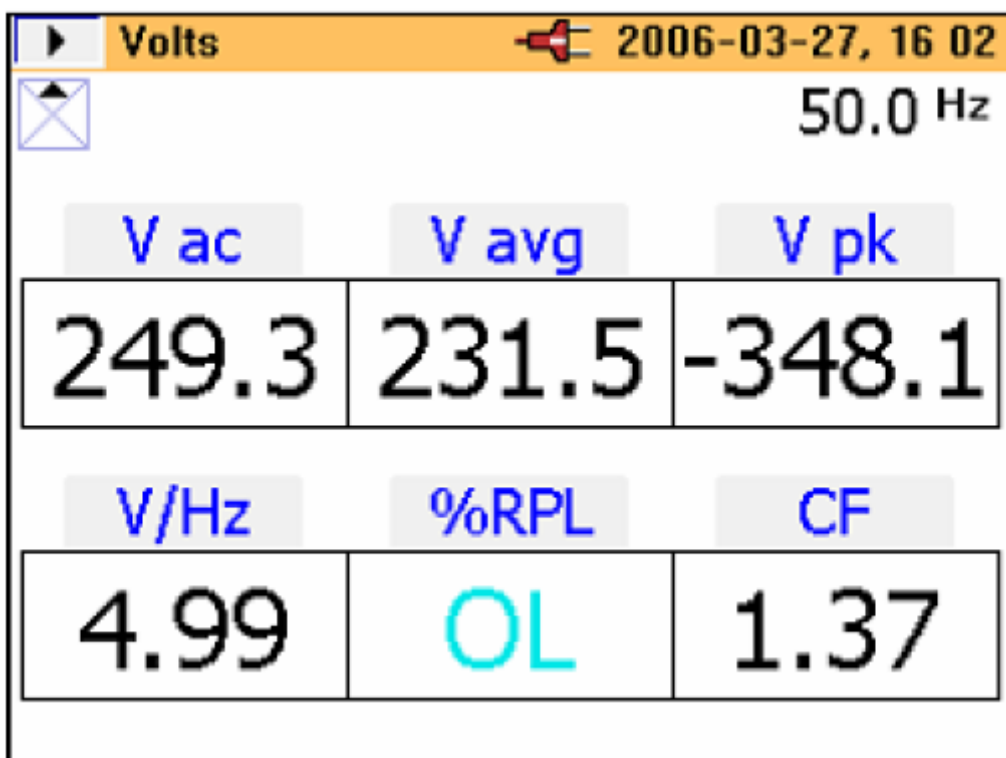 Volts 2006-03-27, 16 02
50.0 Hz
V ac V avg V pk
249.3 231.5 -348.1
V/Hz %RPL CF
4.99 OL 1.37